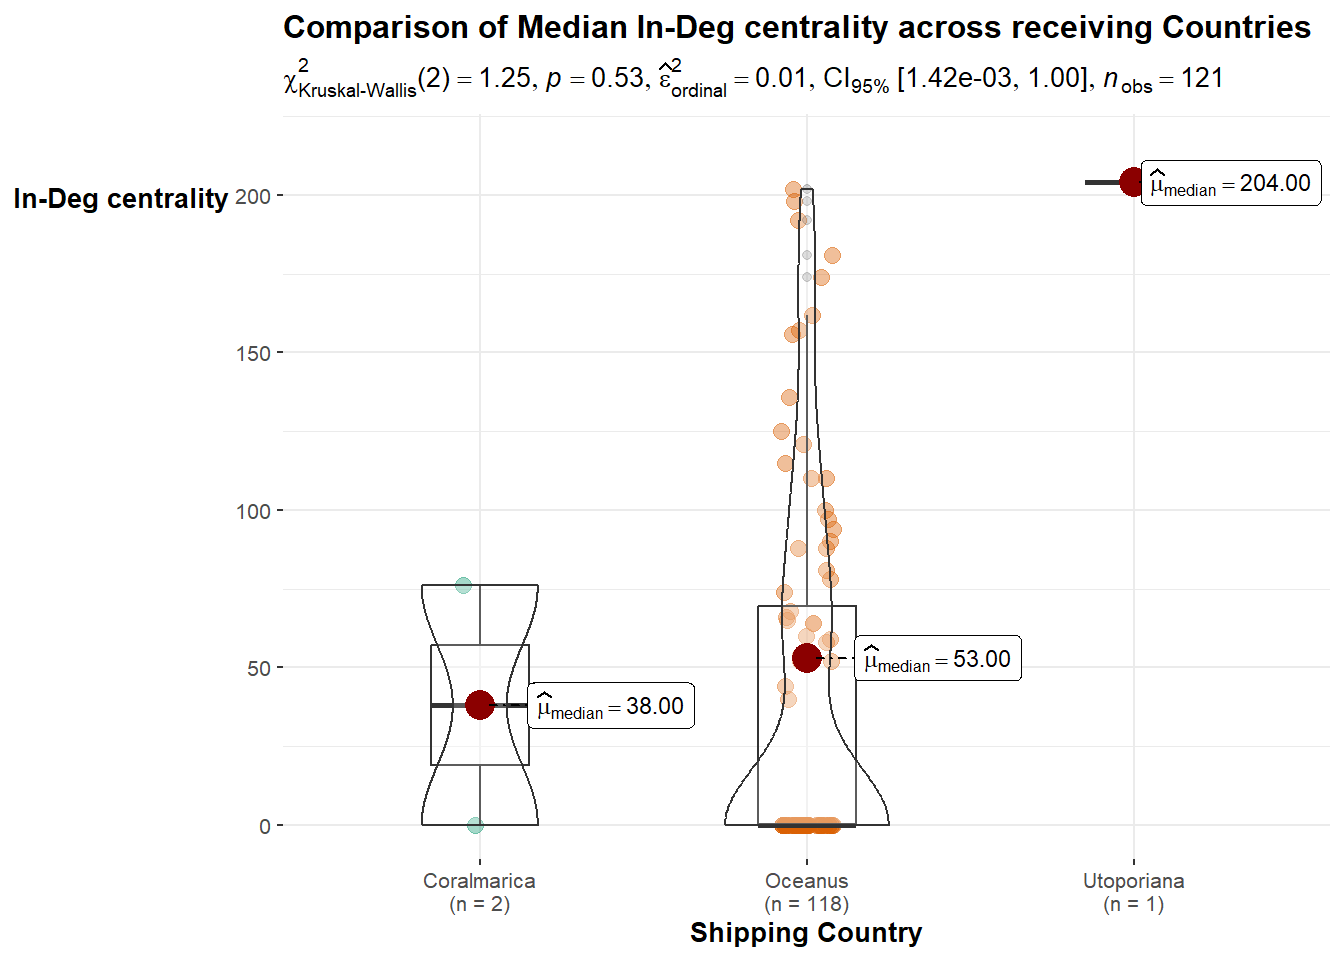 Comparison of Median In-Deg centrality across receiving Countries
χ²Kruskal-Wallis(2) = 1.25, p = 0.53, ε̂²ordinal = 0.01, CI95% [1.42e-03, 1.00], nobs = 121
In-Deg centrality
200
150
100
50
0
μ̂median = 204.00
μ̂median = 53.00
μ̂median = 38.00
Coralmarica
(n = 2)
Oceanus
(n = 118)
Utoporiana
(n = 1)
Shipping Country